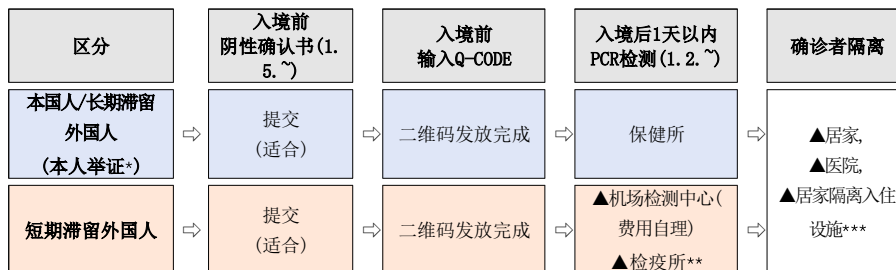 区分
入境前
阴性确认书(1.
5.~)
入境前
输入Q-CODE
入境后1天以内
PCR检测(1.2.~)
确诊者隔离
本国人/长期滞留
外国人
(本人举证*)
⇨
提交
(适合)
⇨
二维码发放完成
⇨
保健所
⇨
▲居家,
▲医院,
▲居家隔离入住
设施***
短期滞留外国人
⇨
提交
(适合)
⇨
二维码发放完成
⇨
▲机场检测中心(
费用自理)
▲检疫所**
⇨